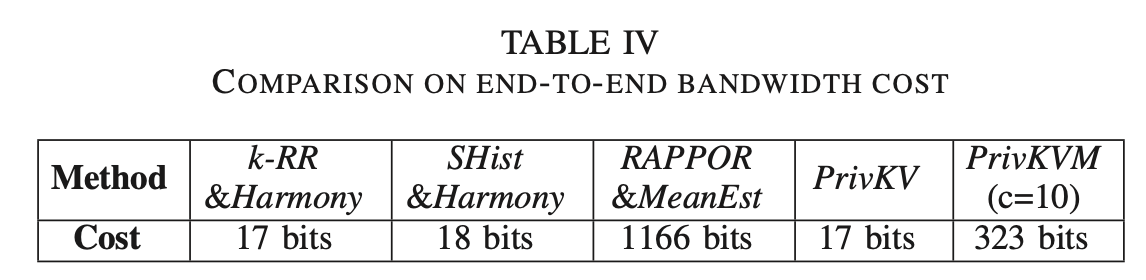 TABLE IV
COMPARISON ON END-TO-END BANDWIDTH COST
Method k-RR &Harmony SHist &Harmony RAPPOR &MeanEst PrivKV PrivKVM (c=10)
Cost 17 bits 18 bits 1166 bits 17 bits 323 bits